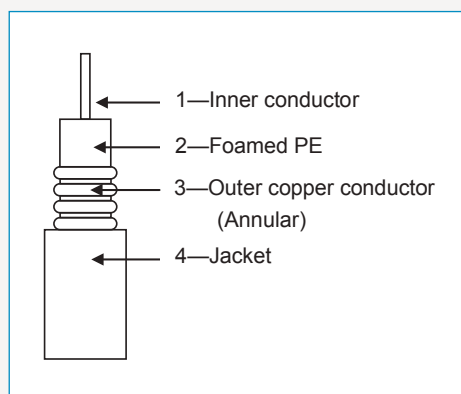 1—Inner conductor
2—Foamed PE
3—Outer copper conductor
(Annular)
4—Jacket